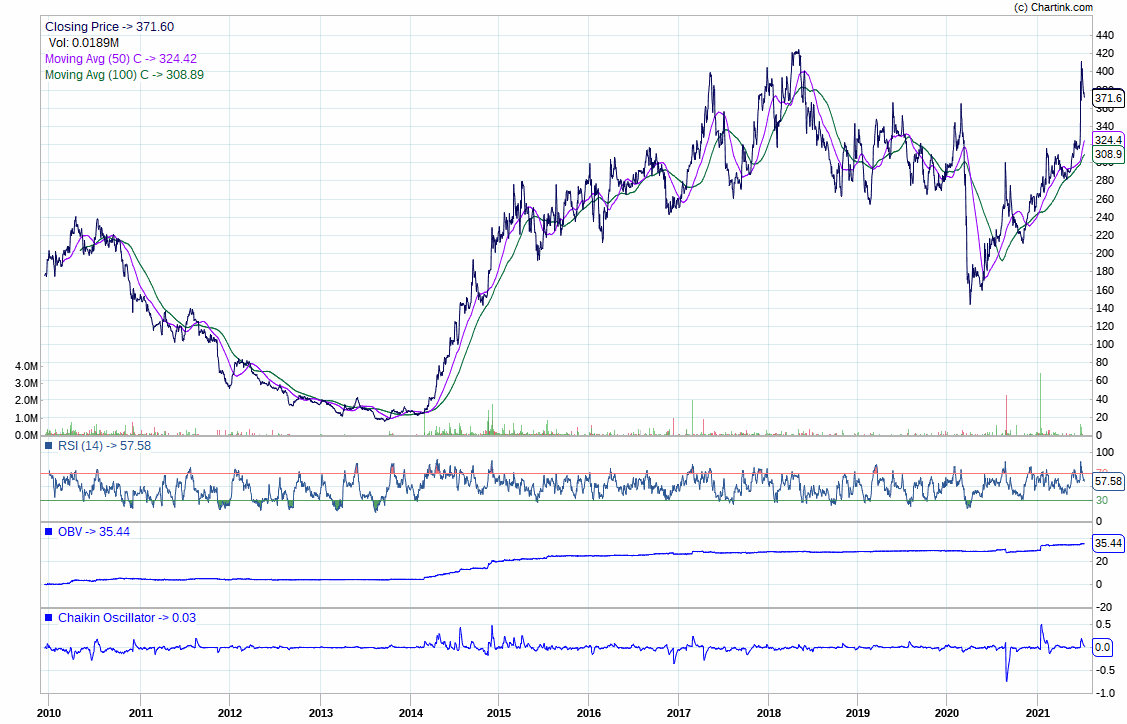 (c) Chartink.com
Closing Price -> 371.60
Vol: 0.0189M
Moving Avg (50) C -> 324.42
Moving Avg (100) C -> 308.89
440
420
400
371.6
360
340
324.4
308.9
300
280
260
240
220
200
180
160
140
120
100
80
60
40
20
0
4.0M
3.0M
2.0M
1.0M
0.0M
RSI (14) -> 57.58
100
70
57.58
30
0
OBV -> 35.44
35.44
20
0
-20
Chaikin Oscillator -> 0.03
0.5
0.0
-0.5
-1.0
2010 2011 2012 2013 2014 2015 2016 2017 2018 2019 2020 2021